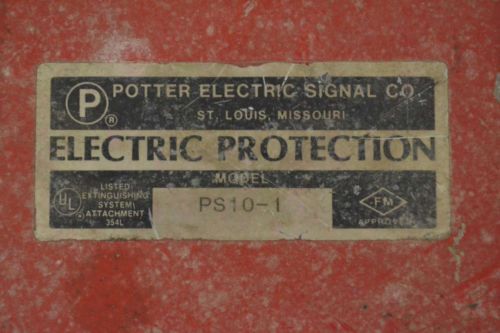 P ® POTTER ELECTRIC SIGNAL CO.
ST. LOUIS, MISSOURI
ELECTRIC PROTECTION
MODEL
PS10-1
UL LISTED
EXTINGUISHING
SYSTEM
ATTACHMENT
354L
FM
APPROVED